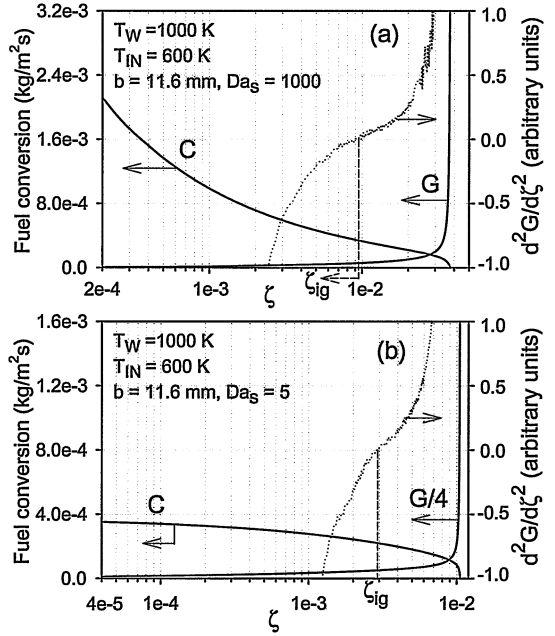 3.2e-3
2.4e-3
1.6e-3
8.0e-4
0.0
Fuel conversion (kg/m²s)
T_W =1000 K
T_IN = 600 K
b = 11.6 mm, Da_s = 1000
(a)
C
G
1.0
0.5
0.0
-0.5
-1.0
d²G/dζ² (arbitrary units)
2e-4
1e-3
ζ
ζ_ig
1e-2
1.6e-3
1.2e-3
8.0e-4
4.0e-4
0.0
Fuel conversion (kg/m²s)
T_W =1000 K
T_IN = 600 K
b = 11.6 mm, Da_s = 5
(b)
C
G/4
1.0
0.5
0.0
-0.5
-1.0
d²G/dζ² (arbitrary units)
4e-5
1e-4
ζ
1e-3
ζ_ig
1e-2